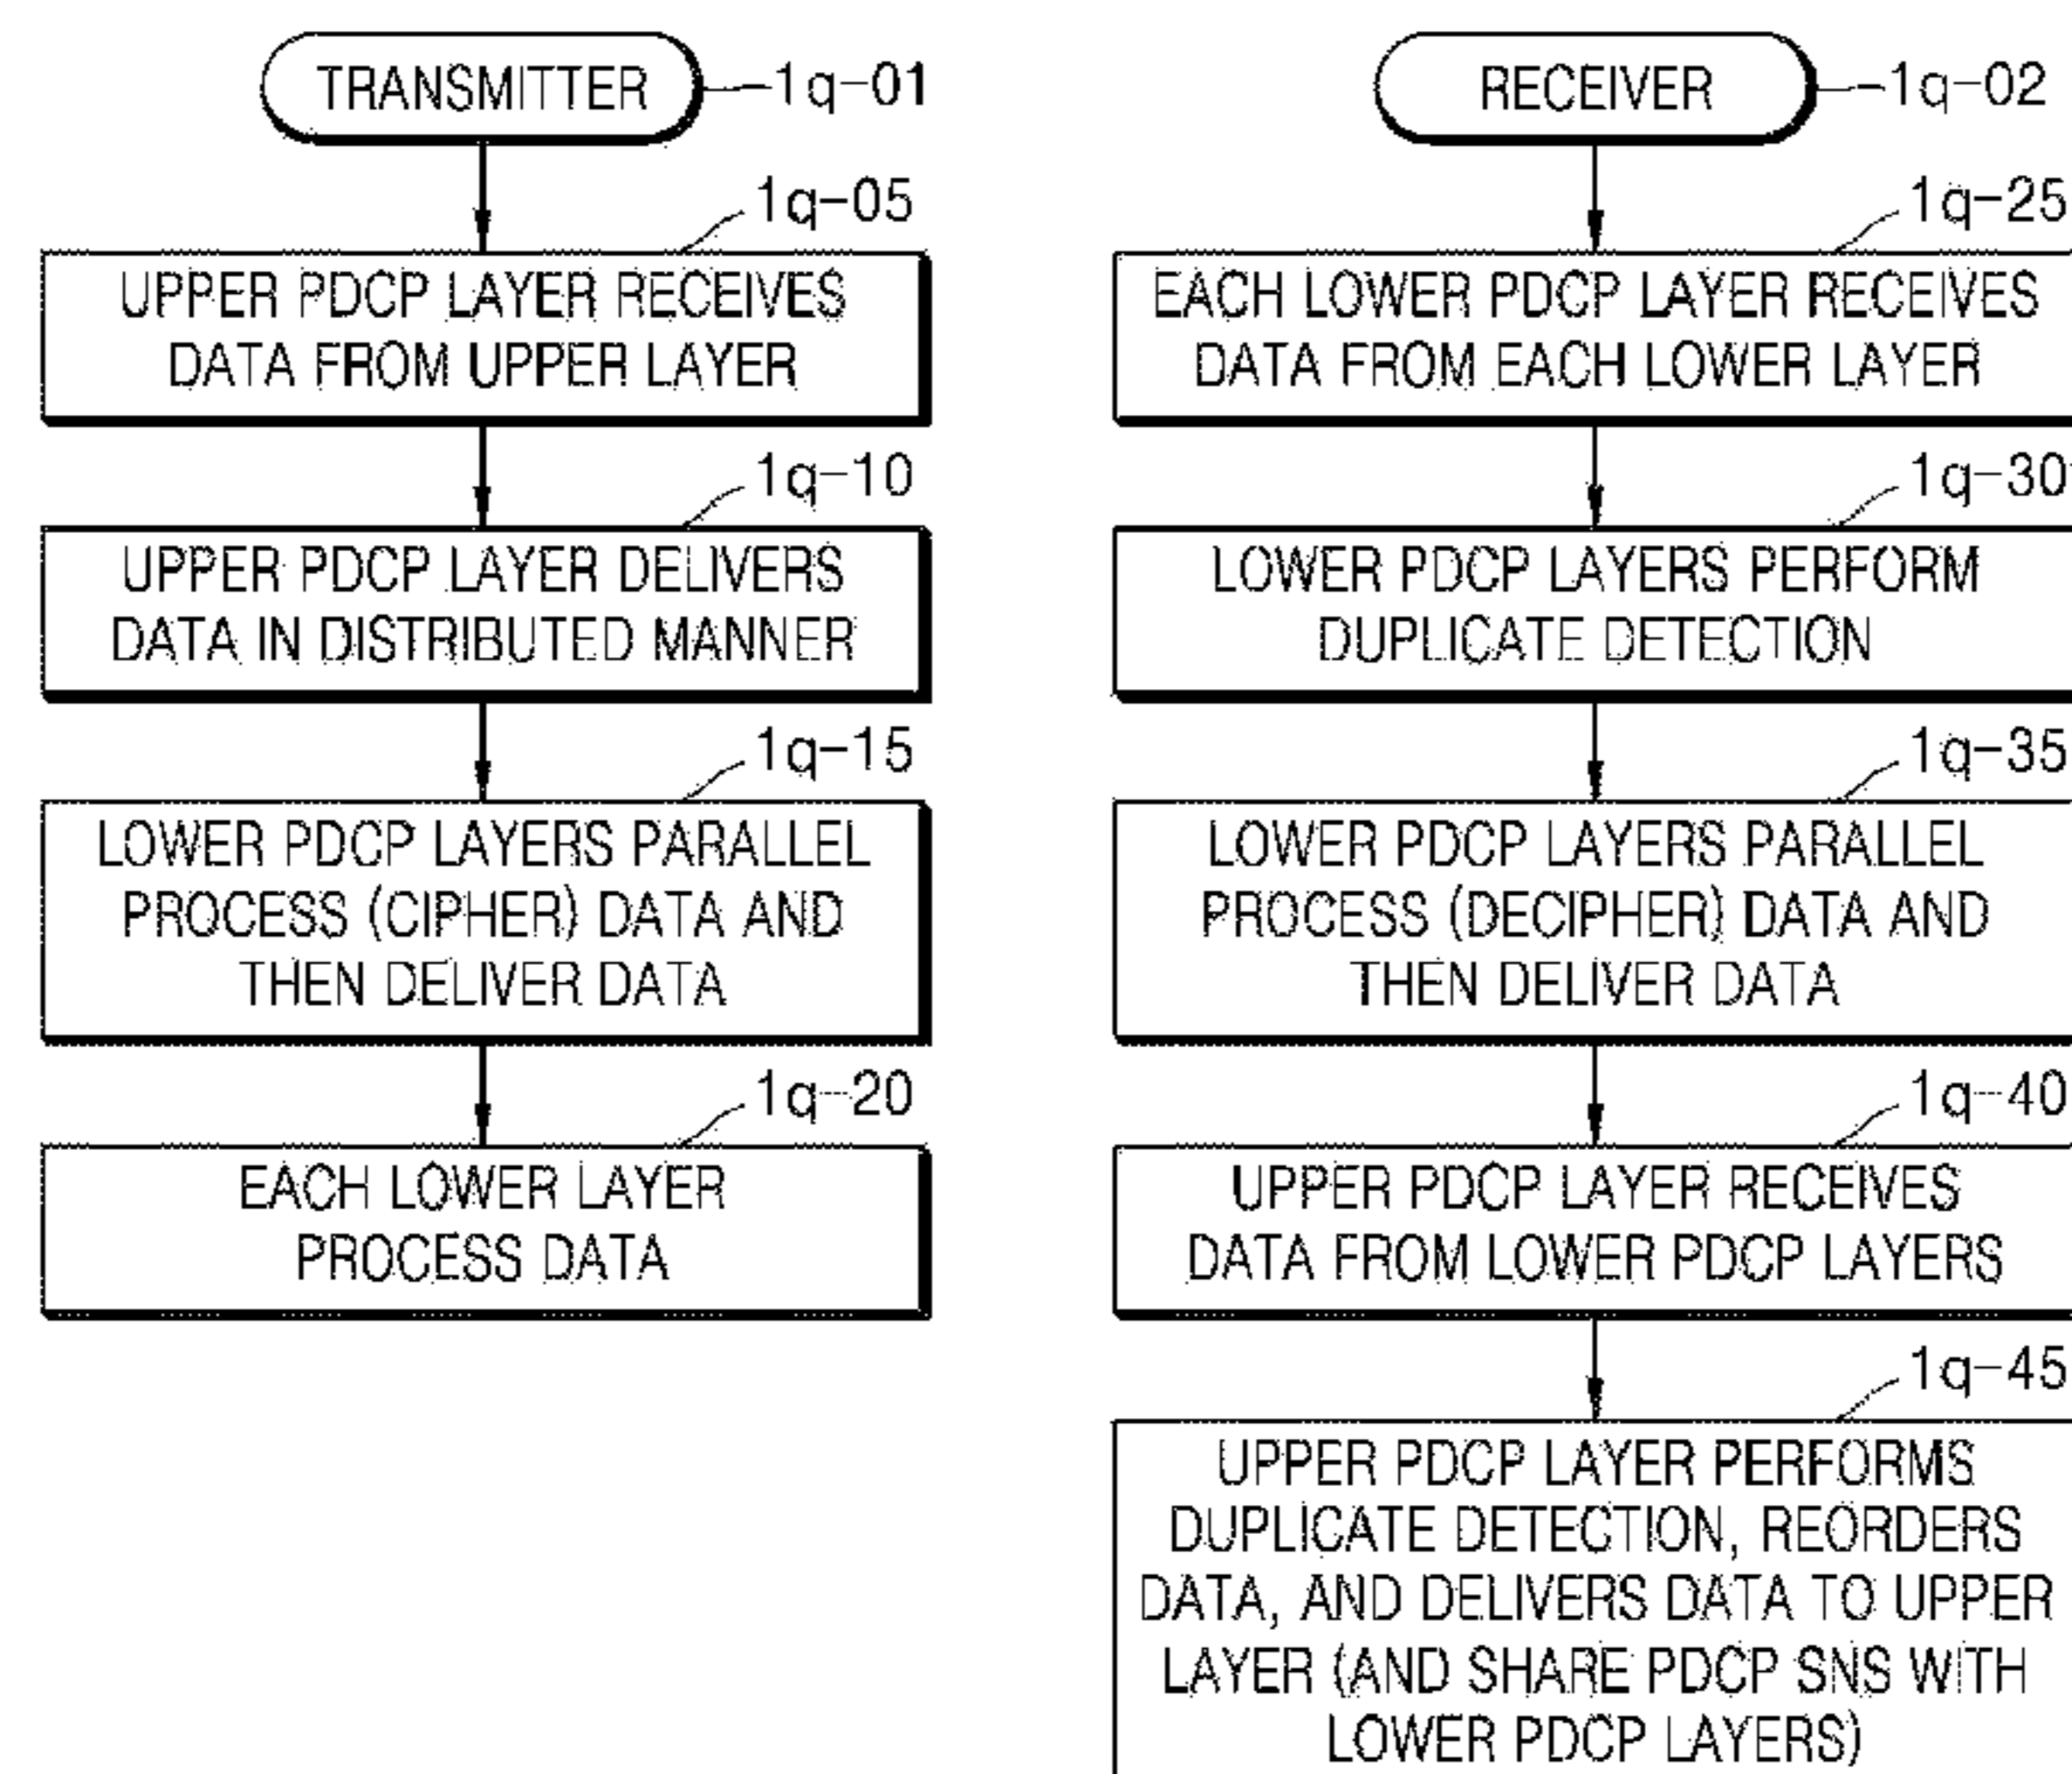 TRANSMITTER
1q-01
1q-05
UPPER PDCP LAYER RECEIVES
DATA FROM UPPER LAYER
1q-10
UPPER PDCP LAYER DELIVERS
DATA IN DISTRIBUTED MANNER
1q-15
LOWER PDCP LAYERS PARALLEL
PROCESS (CIPHER) DATA AND
THEN DELIVER DATA
1q-20
EACH LOWER LAYER
PROCESS DATA
RECEIVER
1q-02
1q-25
EACH LOWER PDCP LAYER RECEIVES
DATA FROM EACH LOWER LAYER
1q-30
LOWER PDCP LAYERS PERFORM
DUPLICATE DETECTION
1q-35
LOWER PDCP LAYERS PARALLEL
PROCESS (DECIPHER) DATA AND
THEN DELIVER DATA
1q-40
UPPER PDCP LAYER RECEIVES
DATA FROM LOWER PDCP LAYERS
1q-45
UPPER PDCP LAYER PERFORMS
DUPLICATE DETECTION, REORDERS
DATA, AND DELIVERS DATA TO UPPER
LAYER (AND SHARE PDCP SNS WITH
LOWER PDCP LAYERS)